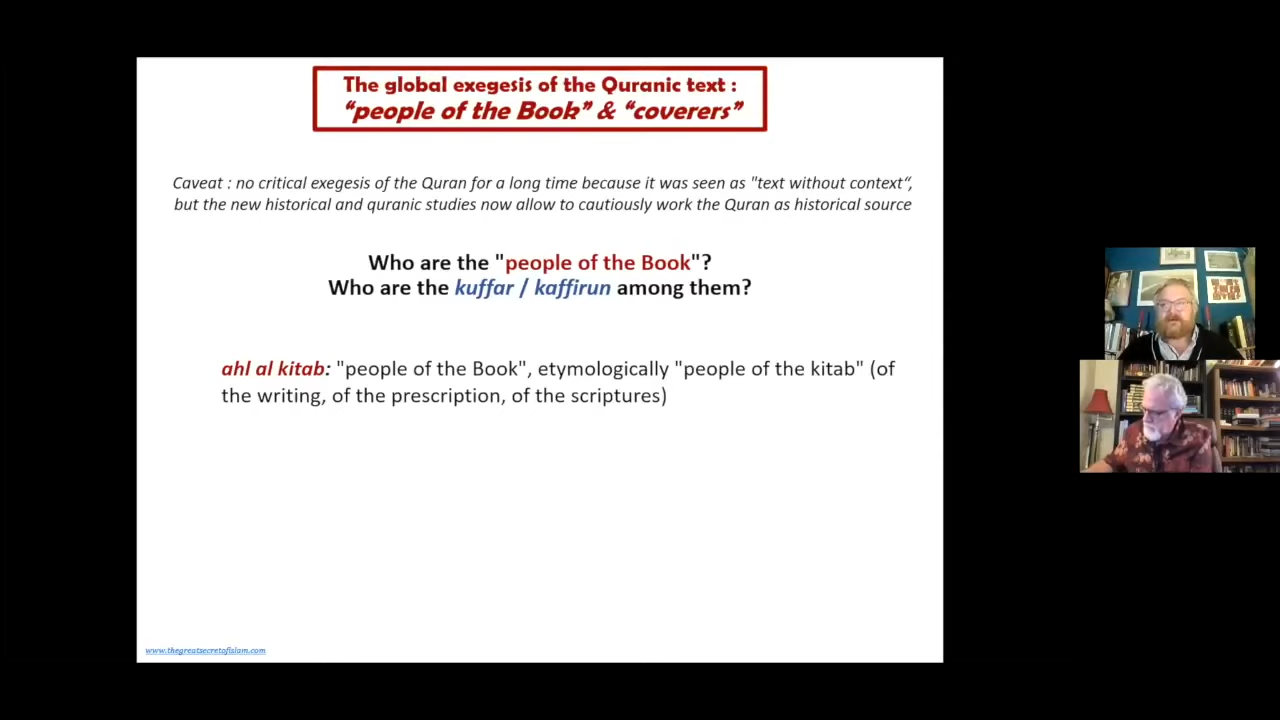 The global exegesis of the Quranic text :
“people of the Book” & “coverers”
Caveat : no critical exegesis of the Quran for a long time because it was seen as "text without context“,
but the new historical and quranic studies now allow to cautiously work the Quran as historical source
Who are the "people of the Book"?
Who are the kuffar / kaffirun among them?
ahl al kitab: "people of the Book", etymologically "people of the kitab" (of
the writing, of the prescription, of the scriptures)
www.thegreatsecretofislam.com